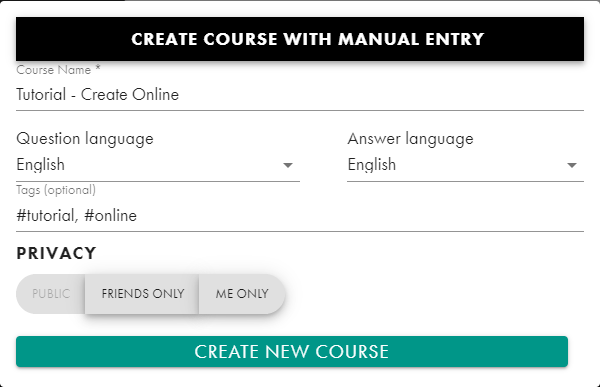 CREATE COURSE WITH MANUAL ENTRY
Course Name *
Tutorial - Create Online
Question language Answer language
English English
Tags (optional)
#tutorial, #online
PRIVACY
PUBLIC FRIENDS ONLY ME ONLY
CREATE NEW COURSE